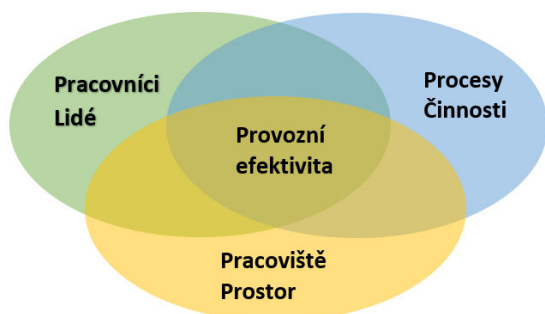 Pracovníci
Lidé
Procesy
Činnosti
Provozní
efektivita
Pracoviště
Prostor